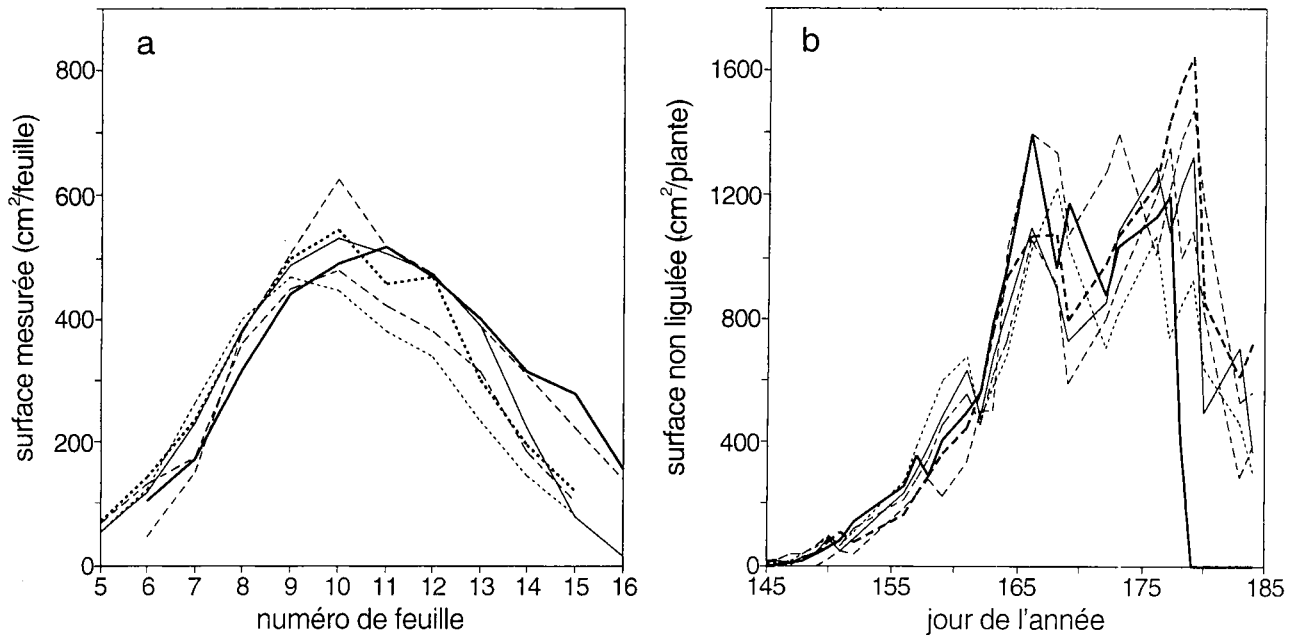 a
surface mesurée (cm²/feuille)
800
600
400
200
0
5 6 7 8 9 10 11 12 13 14 15 16
numéro de feuille
b
surface non ligulée (cm²/plante)
1600
1200
800
400
0
145 155 165 175 185
jour de l'année